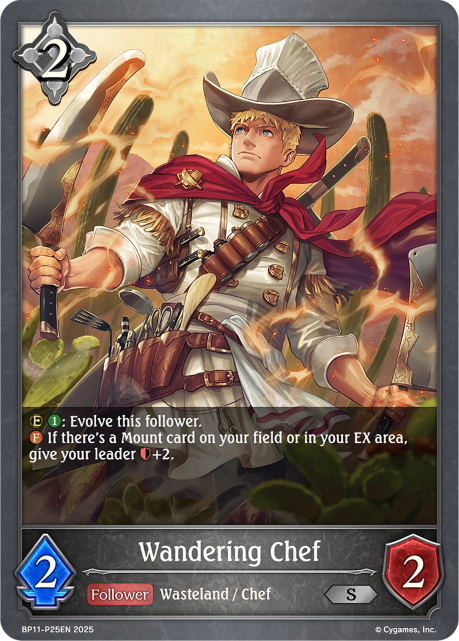 2
E 1 : Evolve this follower.
F If there's a Mount card on your field or in your EX area,
give your leader +2.
Wandering Chef
2
Follower Wasteland / Chef
S
2
BP11-P25EN 2025
© Cygames, Inc.